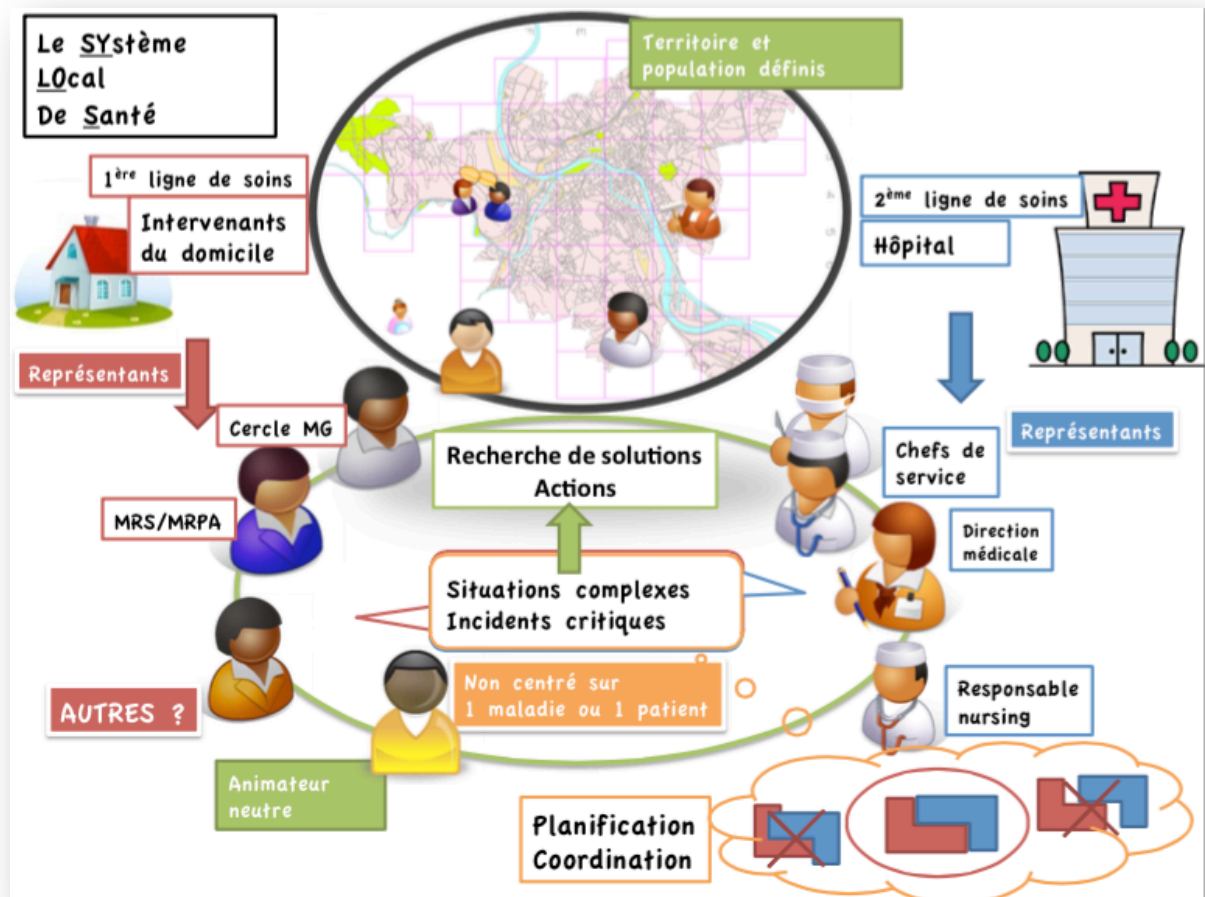 Le SYstème
LOcal
De Santé
Territoire et
population définis
1ère ligne de soins
Intervenants
du domicile
2ème ligne de soins
Hôpital
Représentants
Cercle MG
MRS/MRPA
AUTRES ?
Recherche de solutions
Actions
Situations complexes
Incidents critiques
Non centré sur
1 maladie ou 1 patient
Animateur
neutre
Représentants
Chefs de
service
Direction
médicale
Responsable
nursing
Planification
Coordination